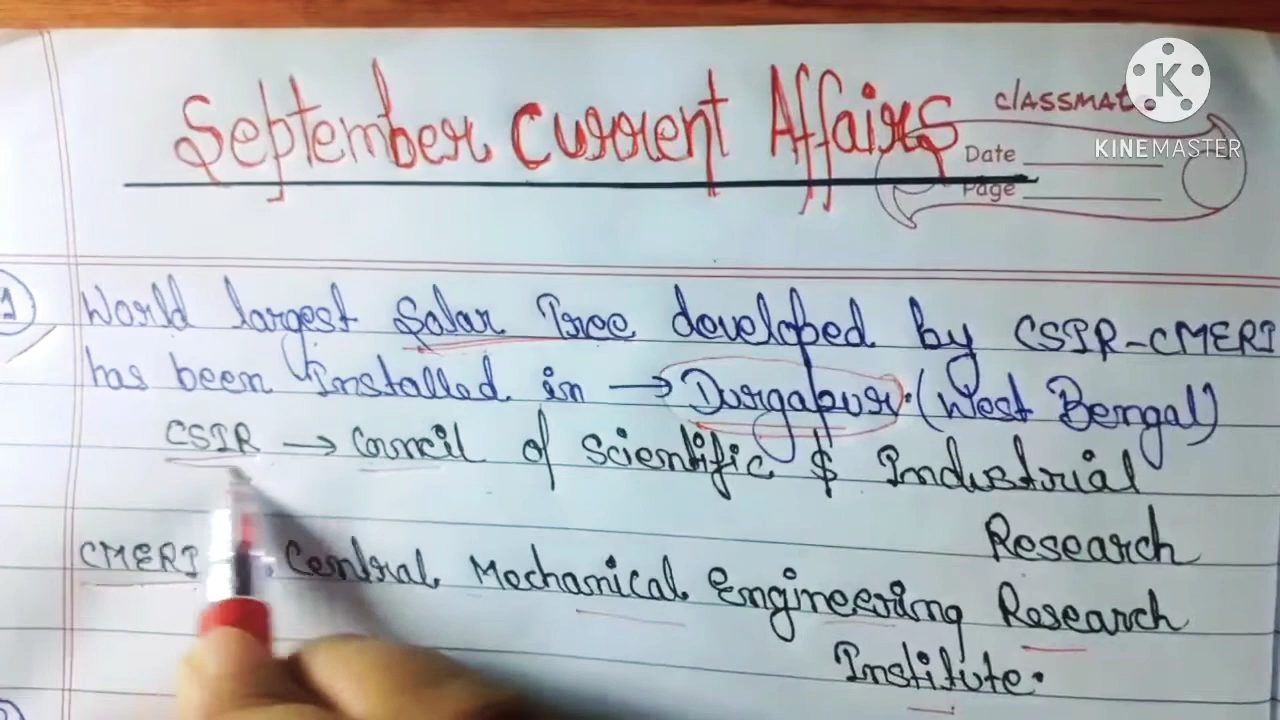 September Current Affairs
classmat
Date
Page
KINEMASTER
1 World largest Solar Tree developed by CSIR-CMERI
has been Installed in → Durgapur. (West Bengal)
CSIR → Council of Scientific & Industrial
Research
CMERI Central Mechanical Engineering Research
Institute.